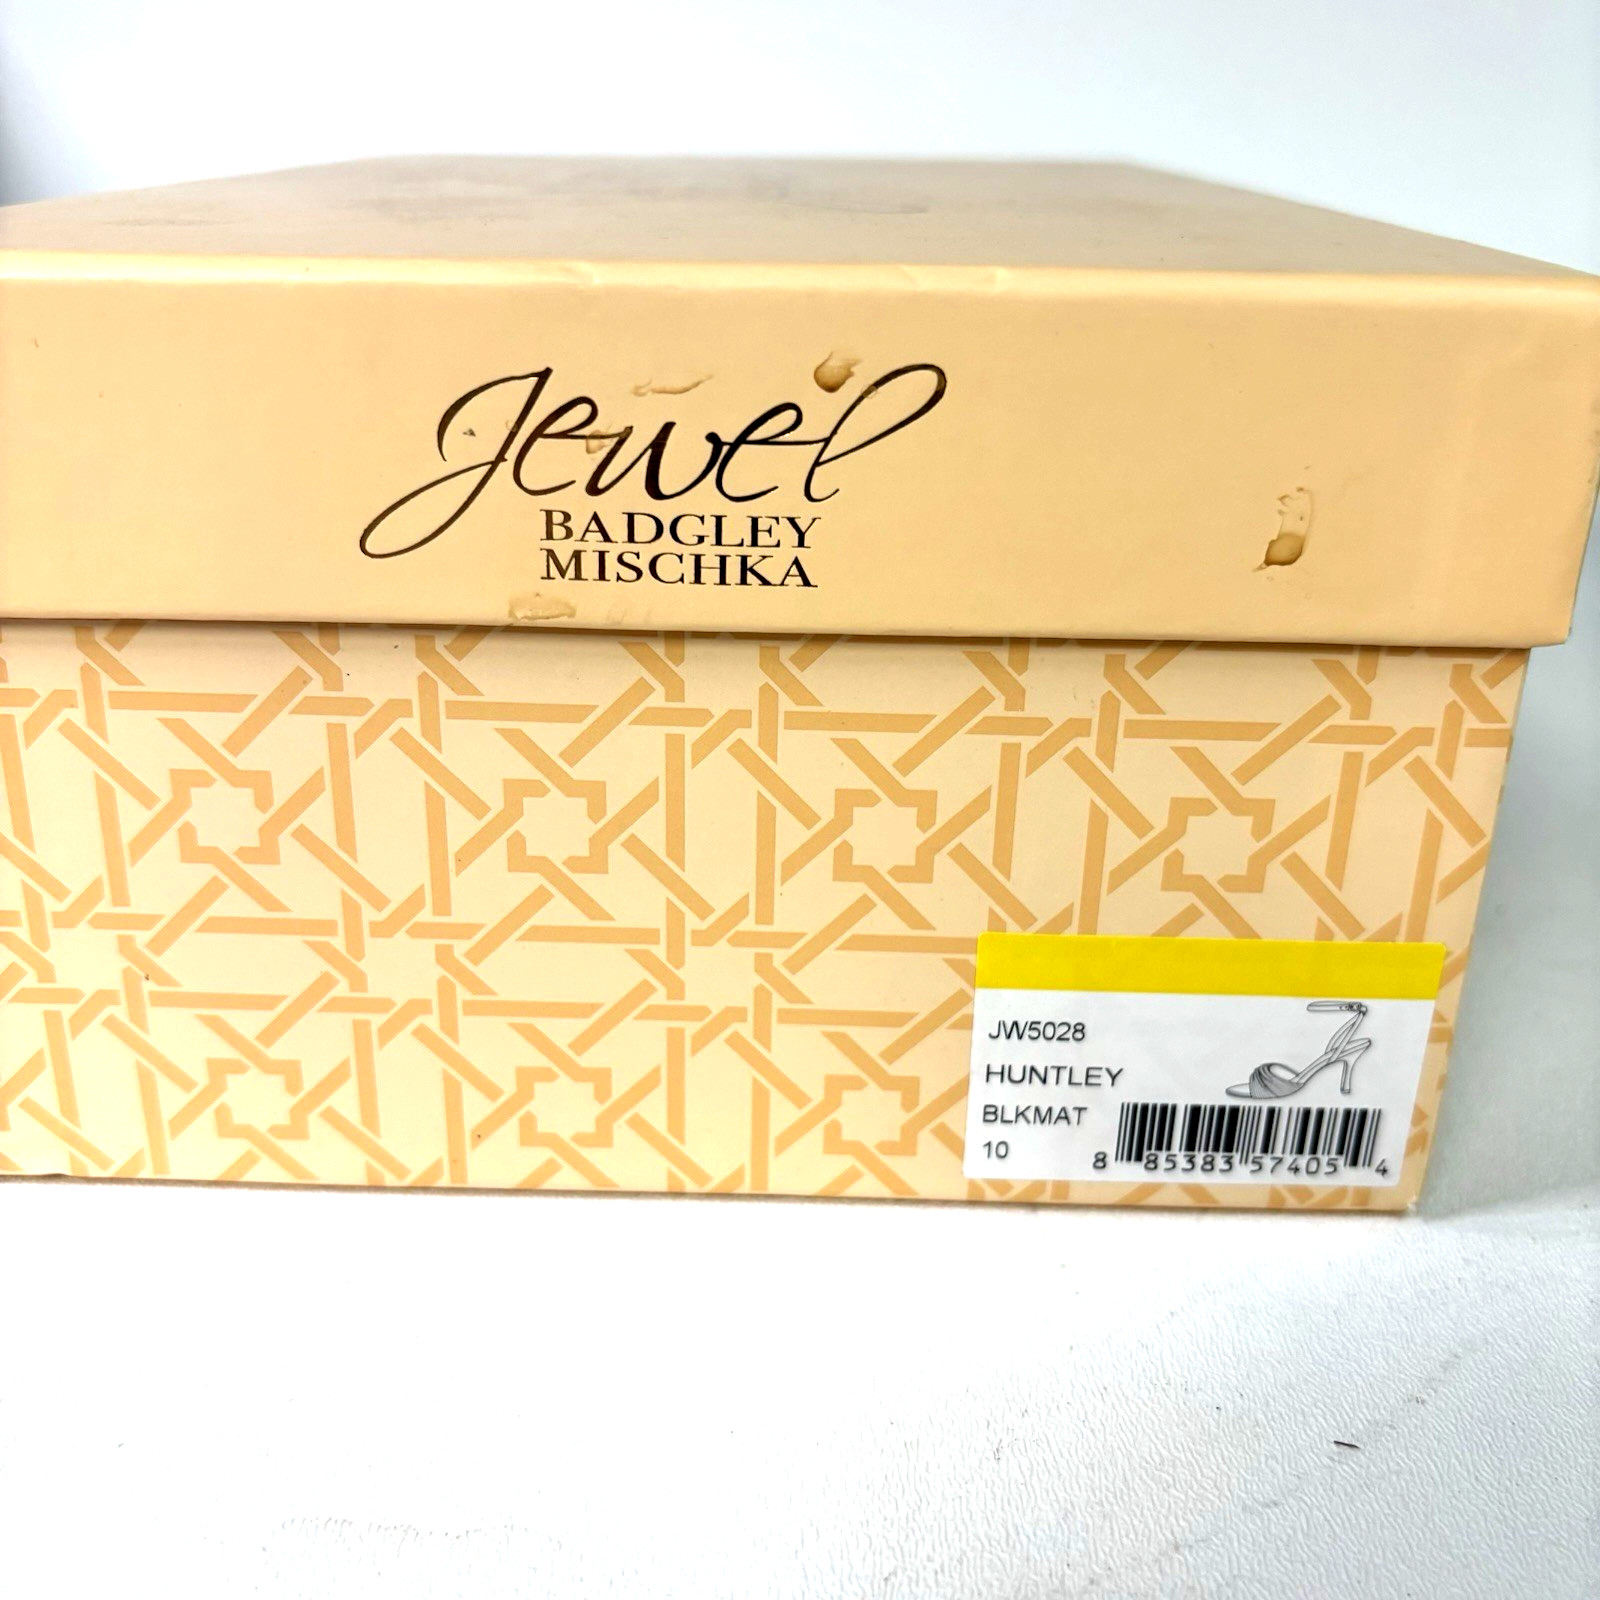 Jewel
BADGLEY
MISCHKA
JW5028
HUNTLEY
BLKMAT
10
8 85383 57405 4